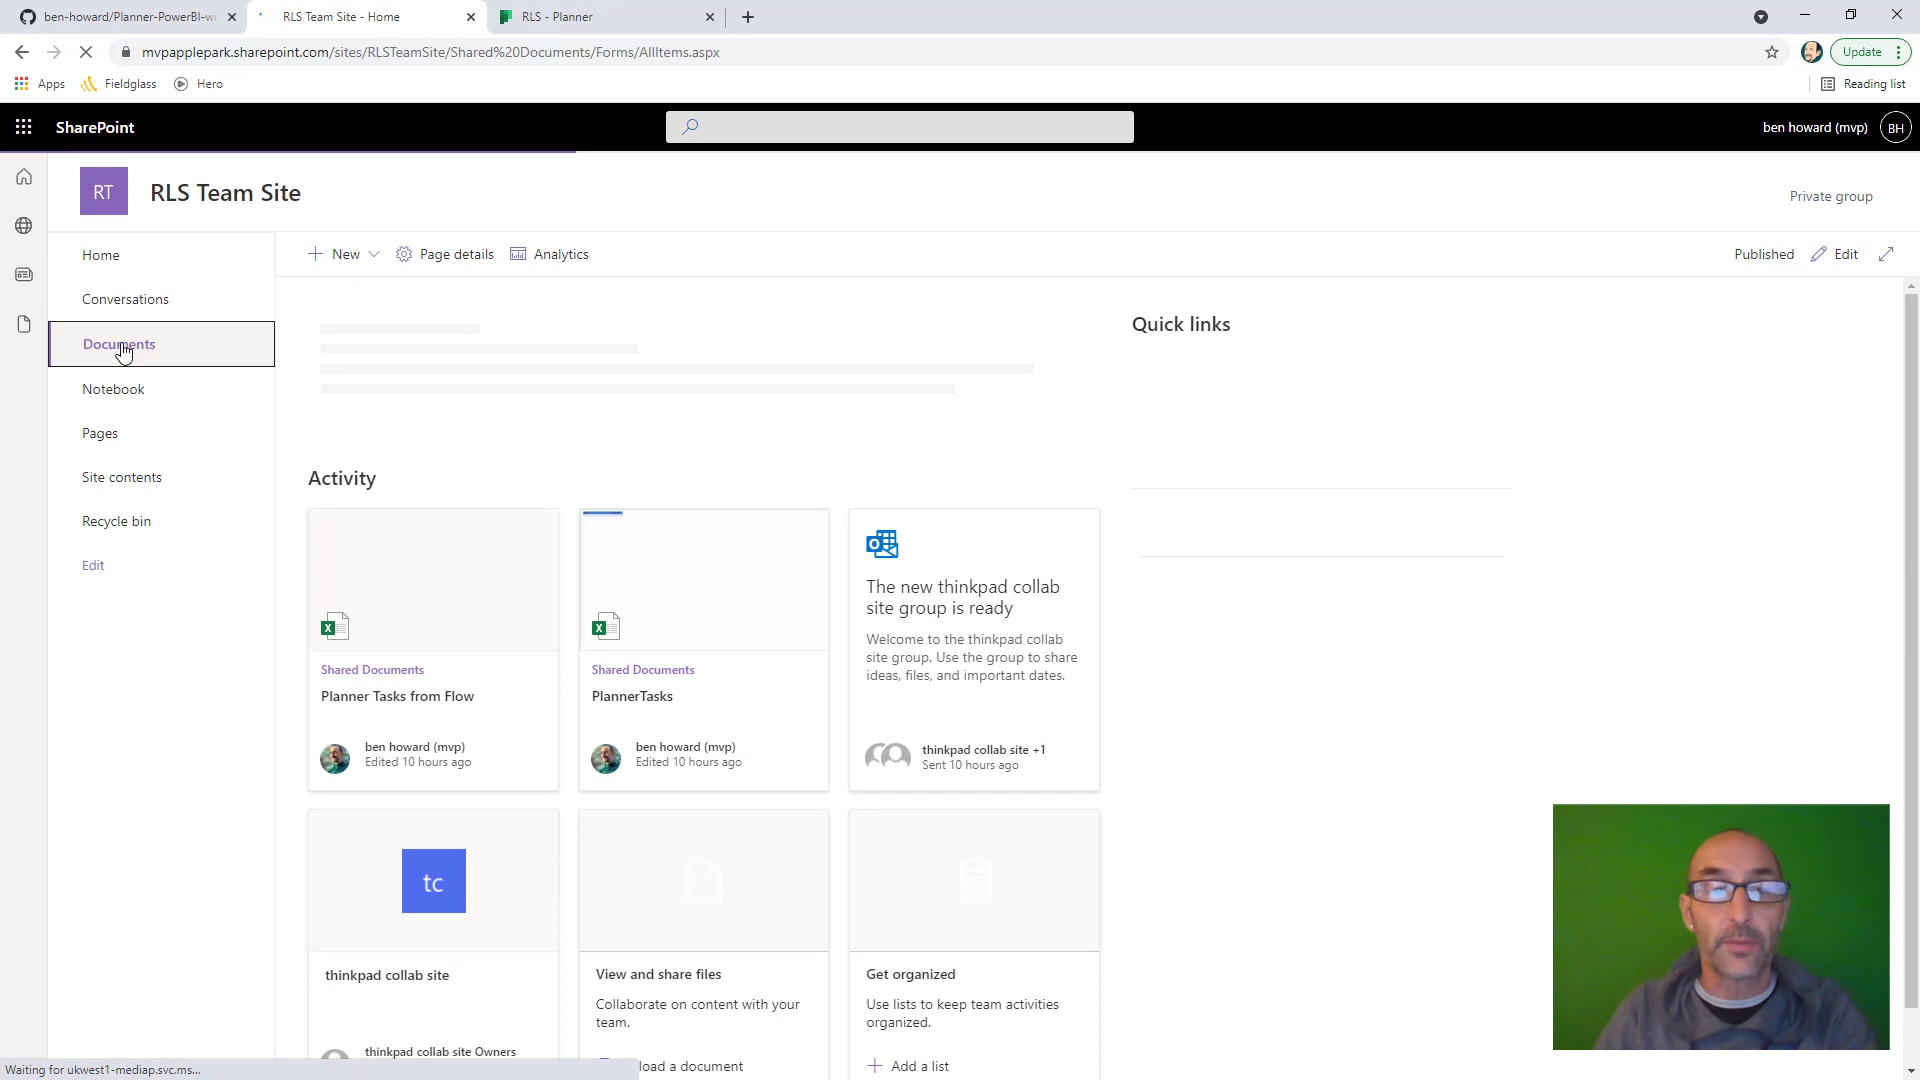 ben-howard/Planner-PowerBI-wi
RLS Team Site - Home
RLS - Planner
mvpapplepark.sharepoint.com/sites/RLSTeamSite/Shared%20Documents/Forms/AllItems.aspx
Update
Apps
Fieldglass
Hero
Reading list
SharePoint
ben howard (mvp)
BH
RT
RLS Team Site
Private group
Home
Conversations
Documents
Notebook
Pages
Site contents
Recycle bin
Edit
New
Page details
Analytics
Published
Edit
Quick links
Activity
Shared Documents
Planner Tasks from Flow
ben howard (mvp)
Edited 10 hours ago
Shared Documents
PlannerTasks
ben howard (mvp)
Edited 10 hours ago
The new thinkpad collab
site group is ready
Welcome to the thinkpad collab
site group. Use the group to share
ideas, files, and important dates.
thinkpad collab site +1
Sent 10 hours ago
tc
thinkpad collab site
thinkpad collab site Owners
View and share files
Collaborate on content with your
team.
load a document
Get organized
Use lists to keep team activities
organized.
Add a list
Waiting for ukwest1-mediap.svc.ms...